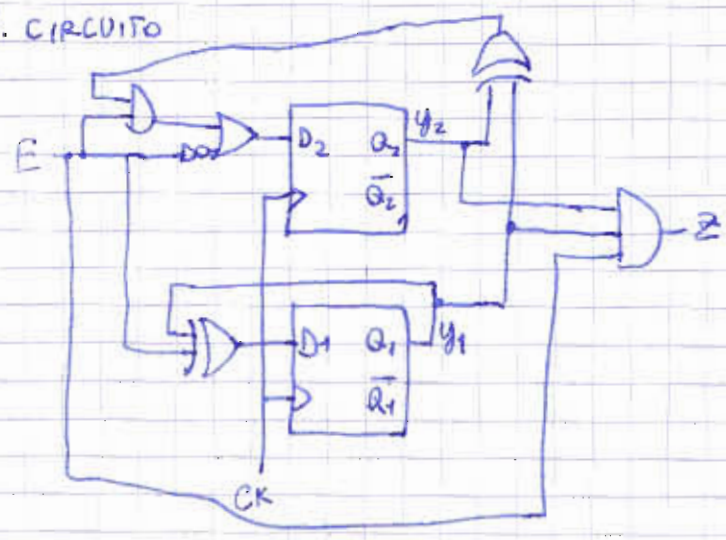 . CIRCUITO
y₂
E
D₂ Q₂
Q̅₂
Z
D1 Q₁
y₁
Q̅₁
CK